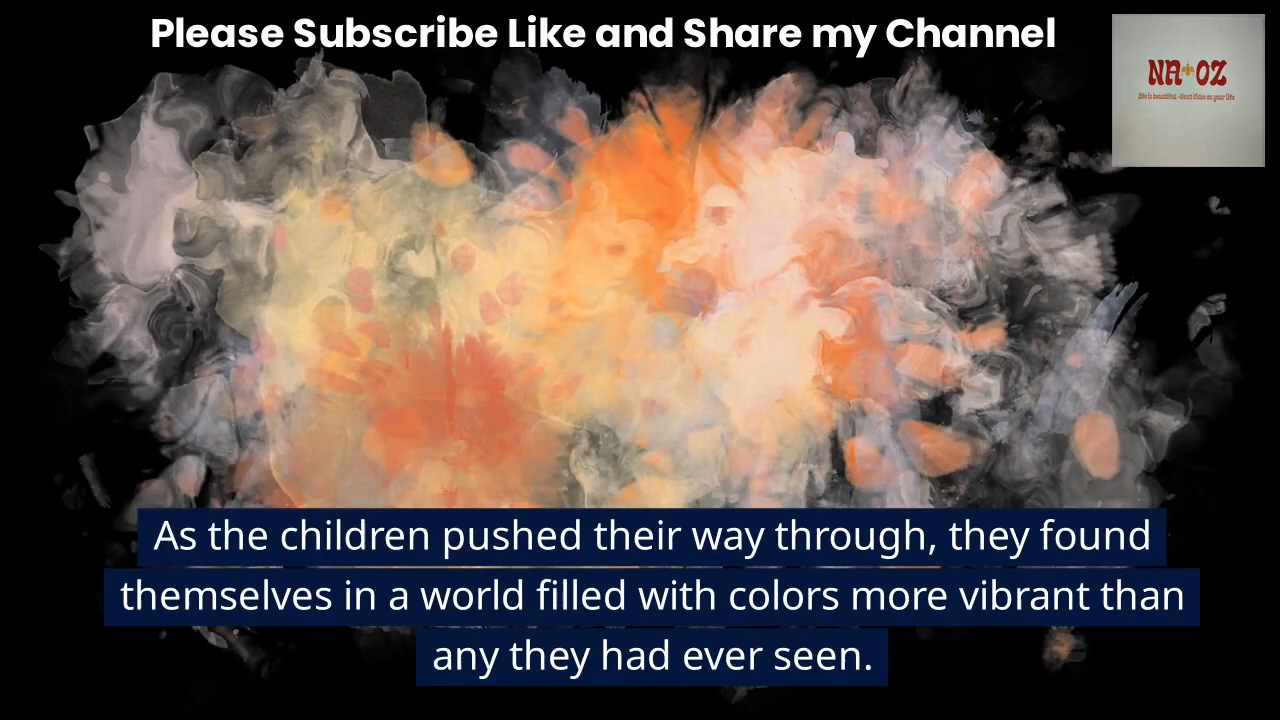 Please Subscribe Like and Share my Channel
NA OZ
As the children pushed their way through, they found
themselves in a world filled with colors more vibrant than
any they had ever seen.